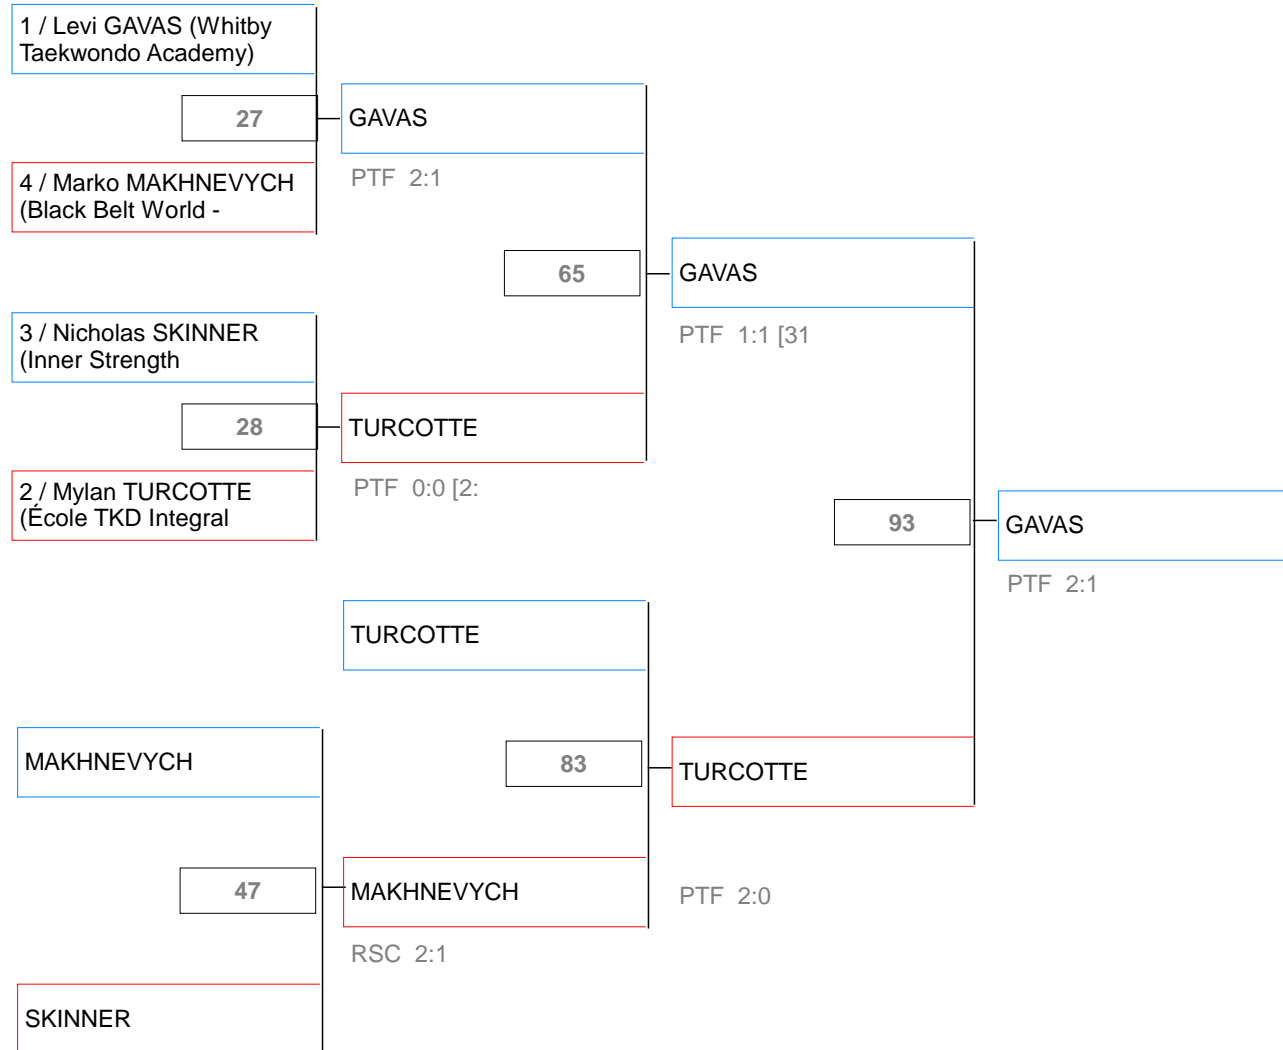 1 / Levi GAVAS (Whitby
Taekwondo Academy)
27
GAVAS
PTF 2:1
4 / Marko MAKHNEVYCH
(Black Belt World -
65
GAVAS
PTF 1:1 [31
3 / Nicholas SKINNER
(Inner Strength
28
TURCOTTE
PTF 0:0 [2:
2 / Mylan TURCOTTE
(École TKD Integral
93
GAVAS
PTF 2:1
TURCOTTE
MAKHNEVYCH
83
TURCOTTE
PTF 2:0
47
MAKHNEVYCH
RSC 2:1
SKINNER